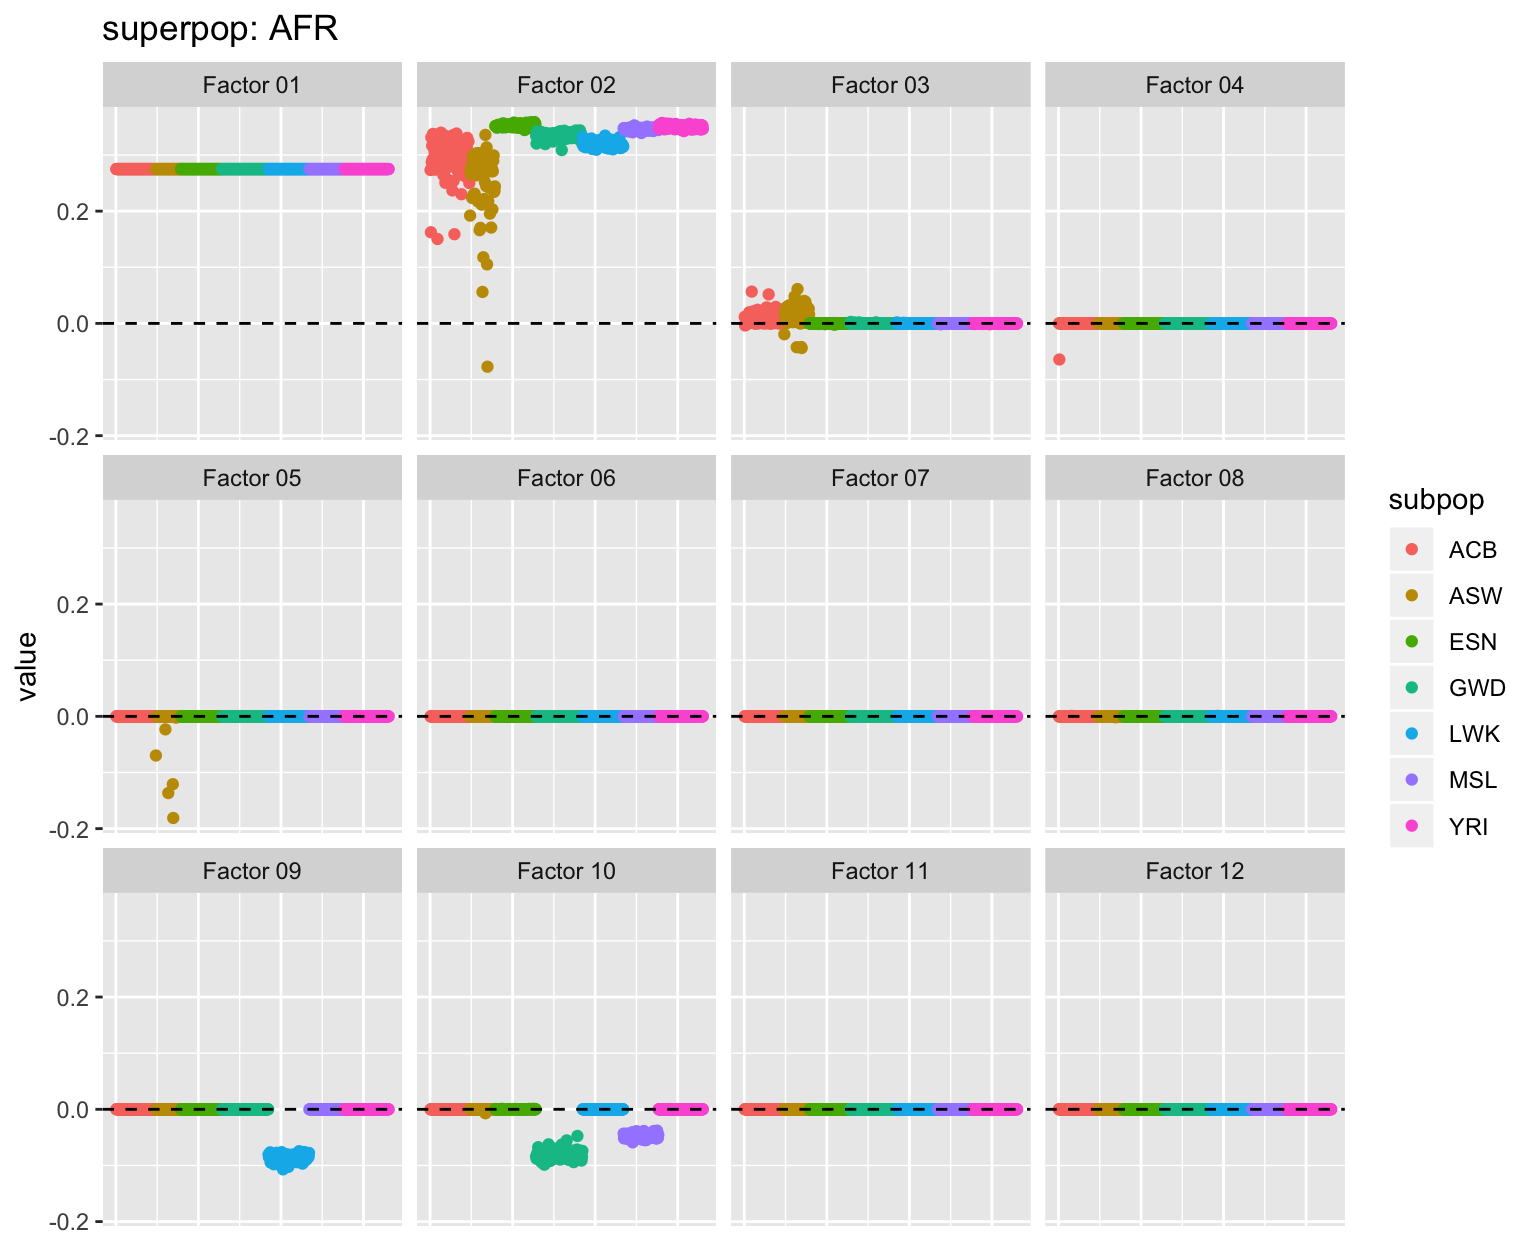 superpop: AFR
Factor 01
Factor 02
Factor 03
Factor 04
0.2
0.0
-0.2
Factor 05
Factor 06
Factor 07
Factor 08
0.2
0.0
-0.2
Factor 09
Factor 10
Factor 11
Factor 12
0.2
0.0
-0.2
value
subpop
ACB
ASW
ESN
GWD
LWK
MSL
YRI